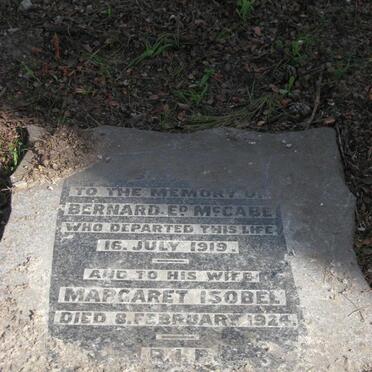 TO THE MEMORY OF
BERNARD. ED MCCABE
WHO DEPARTED THIS LIFE
16. JULY 1919.
AND TO HIS WIFE
MARGARET ISOBEL
DIED 8. FEBRUARY 1924.
R.I.P.